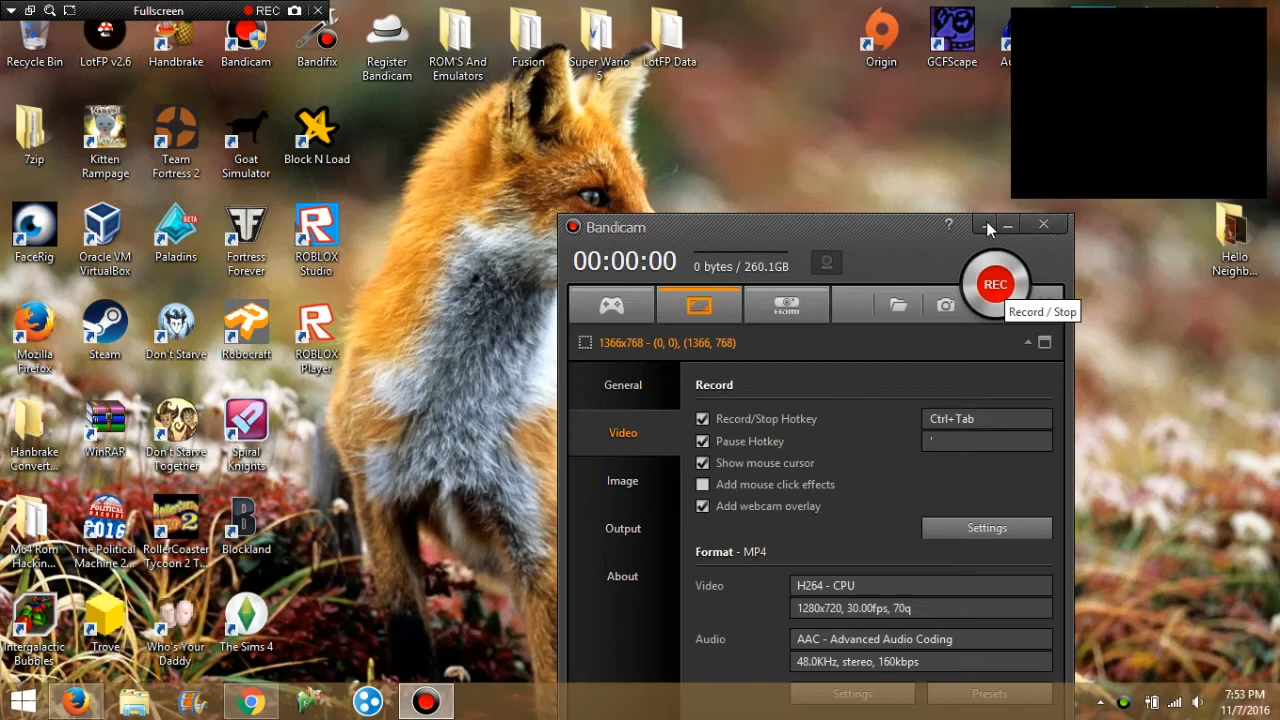 Fullscreen
REC
Recycle Bin
LotFP v2.6
Handbrake
Bandicam
Bandifix
Register
Bandicam
ROM'S And
Emulators
Fusion
Super Wario
5
LotFP Data
Origin
GCFScape
7zip
Kitten
Rampage
Team
Fortress 2
Goat
Simulator
Block N Load
FaceRig
Oracle VM
VirtualBox
BETA
Paladins
Fortress
Forever
ROBLOX
Studio
Hello
Neighb...
Mozilla
Firefox
Steam
Don't Starve
Robocraft
ROBLOX
Player
Hanbrake
Convert...
WinRAR
Don't Starve
Together
Spiral
Knights
M64 Rom
Hackin...
POLITICAL
MACHINE
2016
The Political
Machine 2...
RollerCoaster
Tycoon 2 T...
Blockland
Intergalactic
Bubbles
Trove
Who's Your
Daddy
The Sims 4
Bandicam
?
00:00:00
0 bytes / 260.1GB
REC
Record / Stop
HDMI
1366x768 - (0, 0), (1366, 768)
General
Video
Image
Output
About
Record
Record/Stop Hotkey
Ctrl+Tab
Pause Hotkey
'
Show mouse cursor
Add mouse click effects
Add webcam overlay
Settings
Format - MP4
Video
H264 - CPU
1280x720, 30.00fps, 70q
Audio
AAC - Advanced Audio Coding
48.0KHz, stereo, 160kbps
Settings
Presets
7:53 PM
11/7/2016